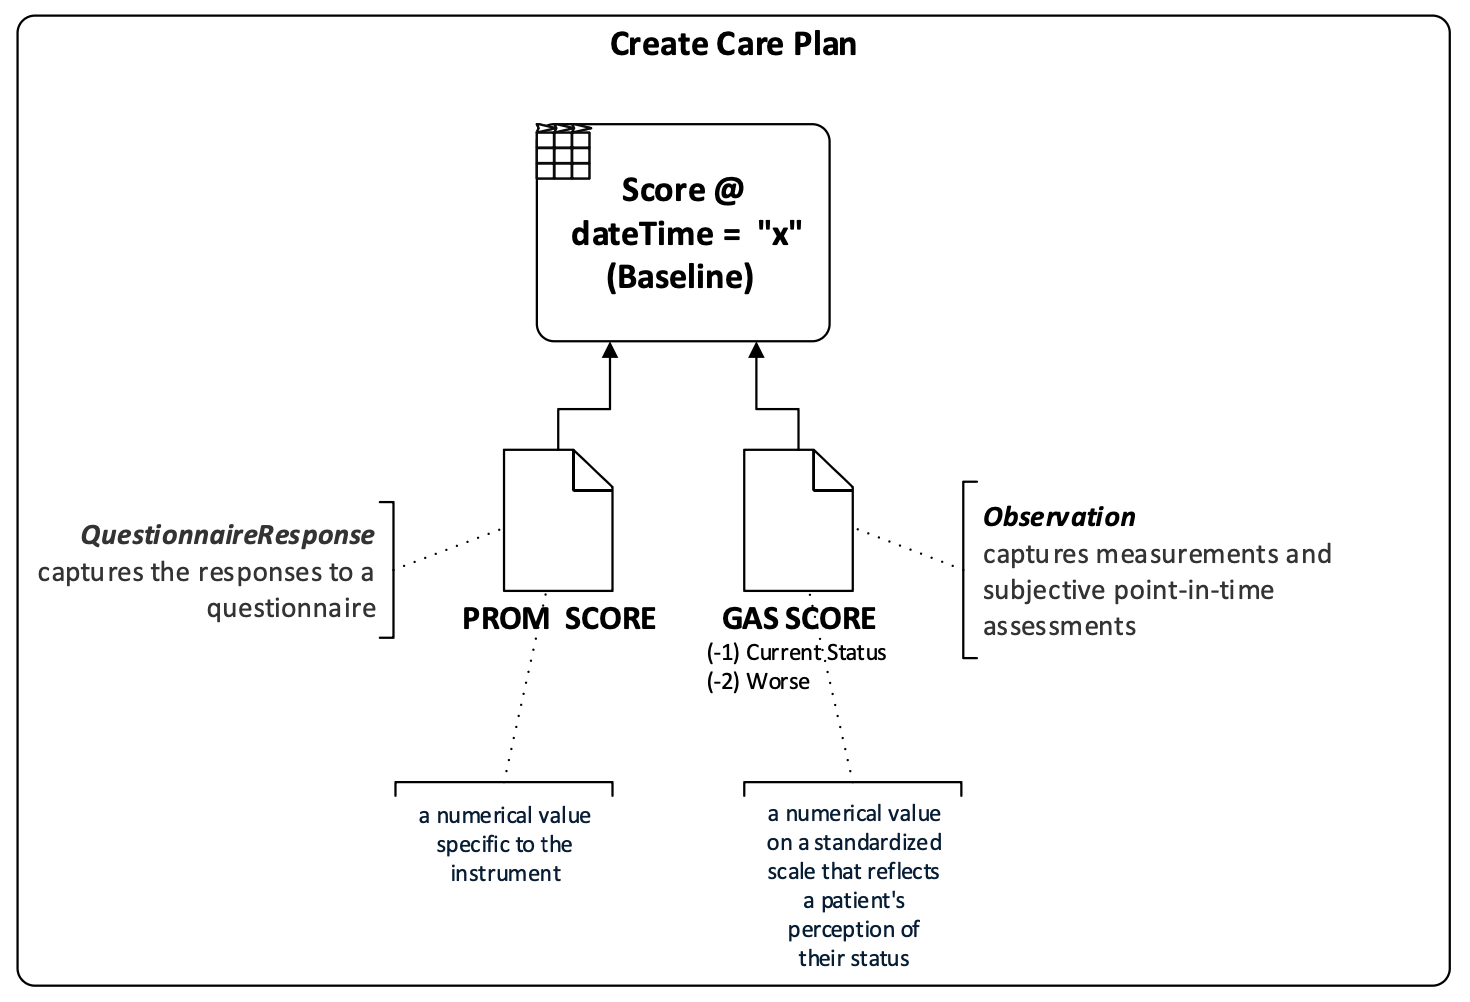 Create Care Plan
Score @
dateTime = "x"
(Baseline)
QuestionnaireResponse
captures the responses to a
questionnaire
Observation
captures measurements and
subjective point-in-time
assessments
PROM SCORE
GAS SCORE
(-1) Current Status
(-2) Worse
a numerical value
specific to the
instrument
a numerical value
on a standardized
scale that reflects
a patient's
perception of
their status